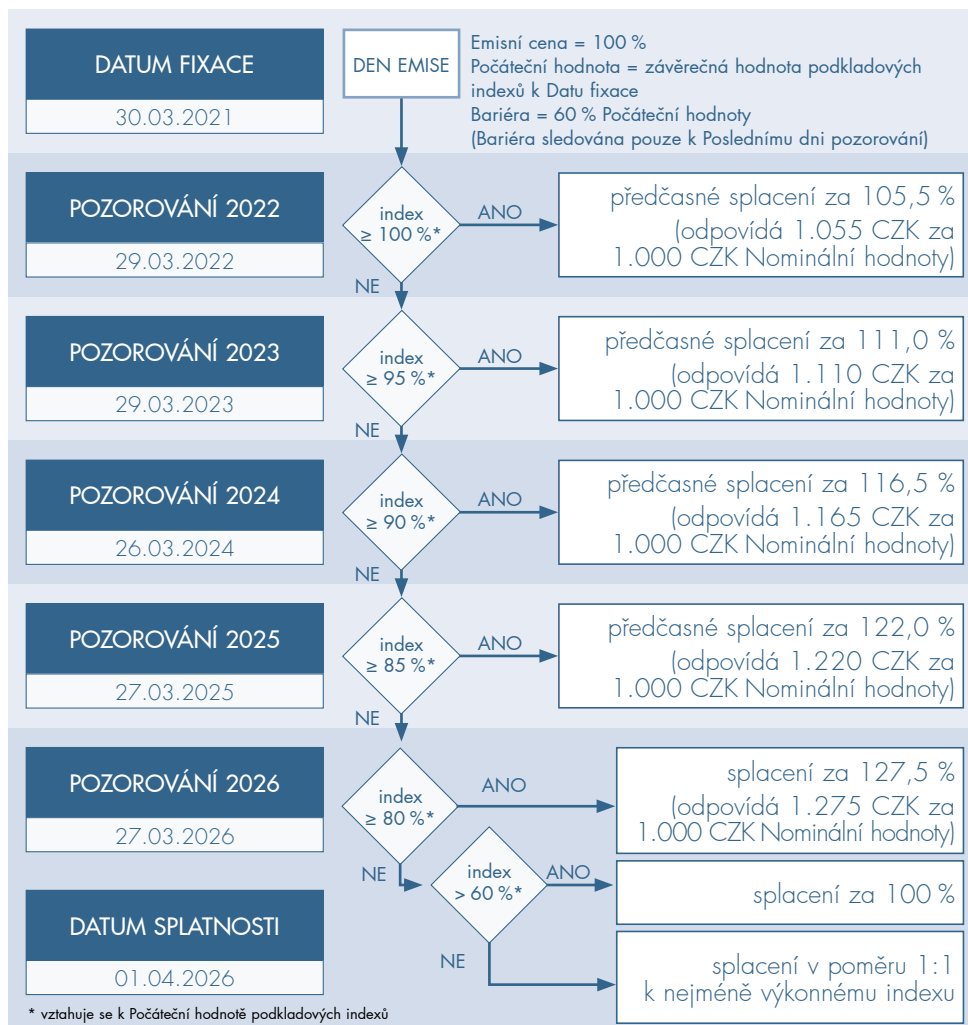 DATUM FIXACE
30.03.2021
DEN EMISE
Emisní cena = 100 %
Počáteční hodnota = závěrečná hodnota podkladových
indexů k Datu fixace
Bariéra = 60 % Počáteční hodnoty
(Bariéra sledována pouze k Poslednímu dni pozorování)
POZOROVÁNÍ 2022
29.03.2022
index
≥ 100 %*
ANO
předčasné splacení za 105,5 %
(odpovídá 1.055 CZK za
1.000 CZK Nominální hodnoty)
NE
POZOROVÁNÍ 2023
29.03.2023
index
≥ 95 %*
ANO
předčasné splacení za 111,0 %
(odpovídá 1.110 CZK za
1.000 CZK Nominální hodnoty)
NE
POZOROVÁNÍ 2024
26.03.2024
index
≥ 90 %*
ANO
předčasné splacení za 116,5 %
(odpovídá 1.165 CZK za
1.000 CZK Nominální hodnoty)
NE
POZOROVÁNÍ 2025
27.03.2025
index
≥ 85 %*
ANO
předčasné splacení za 122,0 %
(odpovídá 1.220 CZK za
1.000 CZK Nominální hodnoty)
NE
POZOROVÁNÍ 2026
27.03.2026
index
≥ 80 %*
ANO
splacení za 127,5 %
(odpovídá 1.275 CZK za
1.000 CZK Nominální hodnoty)
NE
index
> 60 %*
ANO
splacení za 100 %
DATUM SPLATNOSTI
01.04.2026
NE
splacení v poměru 1:1
k nejméně výkonnému indexu
* vztahuje se k Počáteční hodnotě podkladových indexů